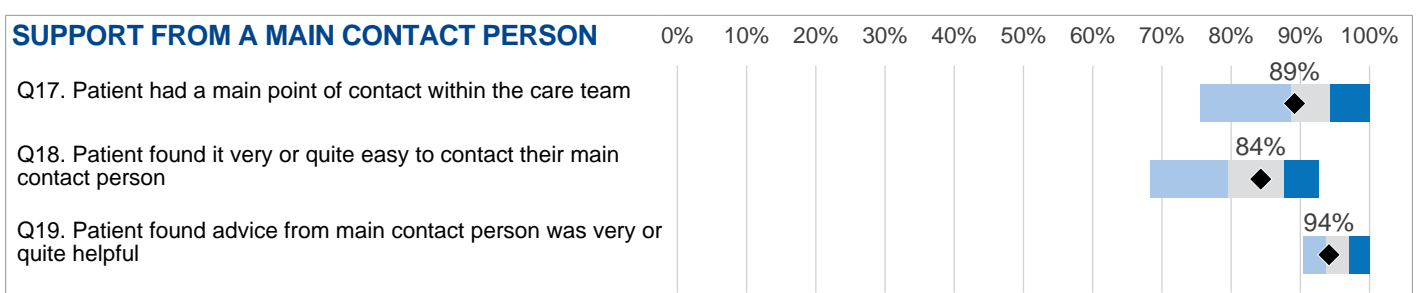 SUPPORT FROM A MAIN CONTACT PERSON 0% 10% 20% 30% 40% 50% 60% 70% 80% 90% 100%
89%
Q17. Patient had a main point of contact within the care team
84%
Q18. Patient found it very or quite easy to contact their main
contact person
94%
Q19. Patient found advice from main contact person was very or
quite helpful